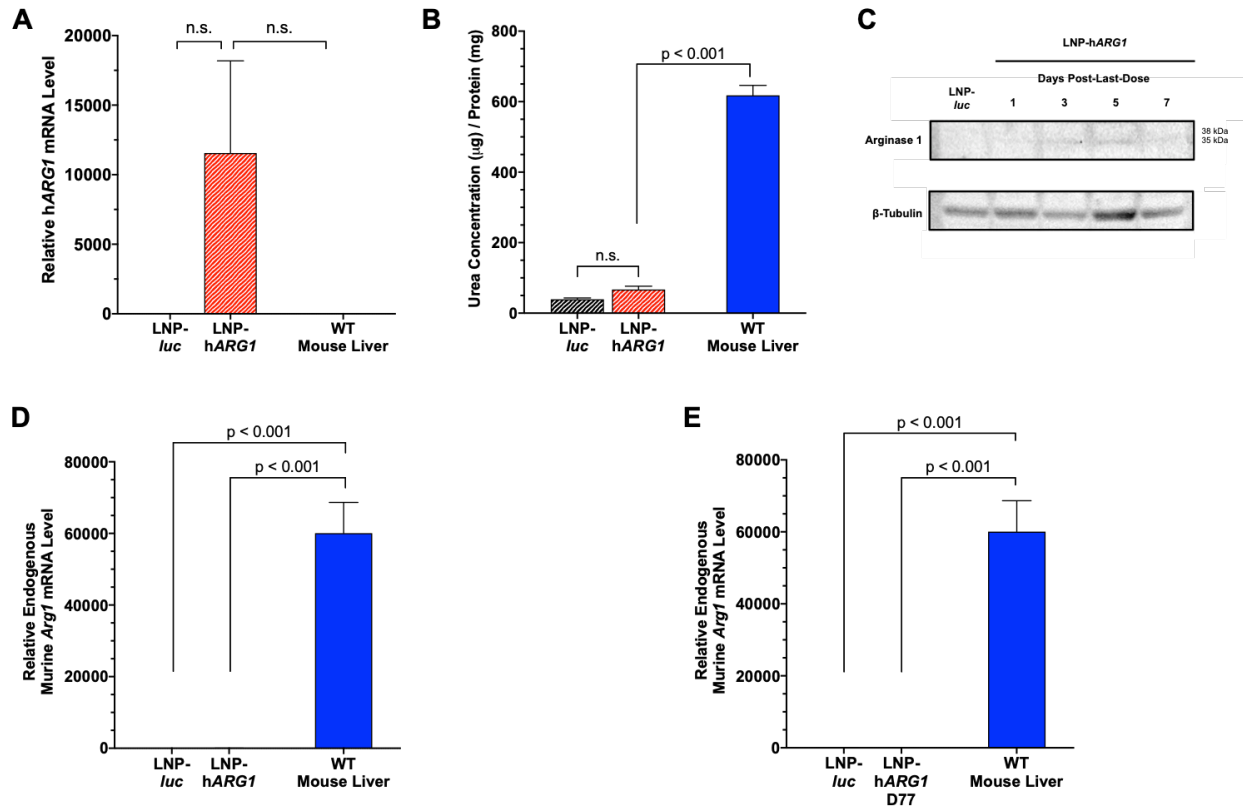 A
n.s.
n.s.
Relative hARG1 mRNA Level
20000
15000
10000
5000
0
LNP-
luc
LNP-
hARG1
WT
Mouse Liver
B
p < 0.001
n.s.
Urea Concentration (µg) / Protein (mg)
800
600
400
200
0
LNP-
luc
LNP-
hARG1
WT
Mouse Liver
C
LNP-hARG1
Days Post-Last-Dose
LNP-
luc
1
3
5
7
Arginase 1
38 kDa
35 kDa
β-Tubulin
D
p < 0.001
p < 0.001
Relative Endogenous
Murine Arg1 mRNA Level
80000
60000
40000
20000
0
LNP-
luc
LNP-
hARG1
WT
Mouse Liver
E
p < 0.001
p < 0.001
Relative Endogenous
Murine Arg1 mRNA Level
80000
60000
40000
20000
0
LNP-
luc
LNP-
hARG1
D77
WT
Mouse Liver